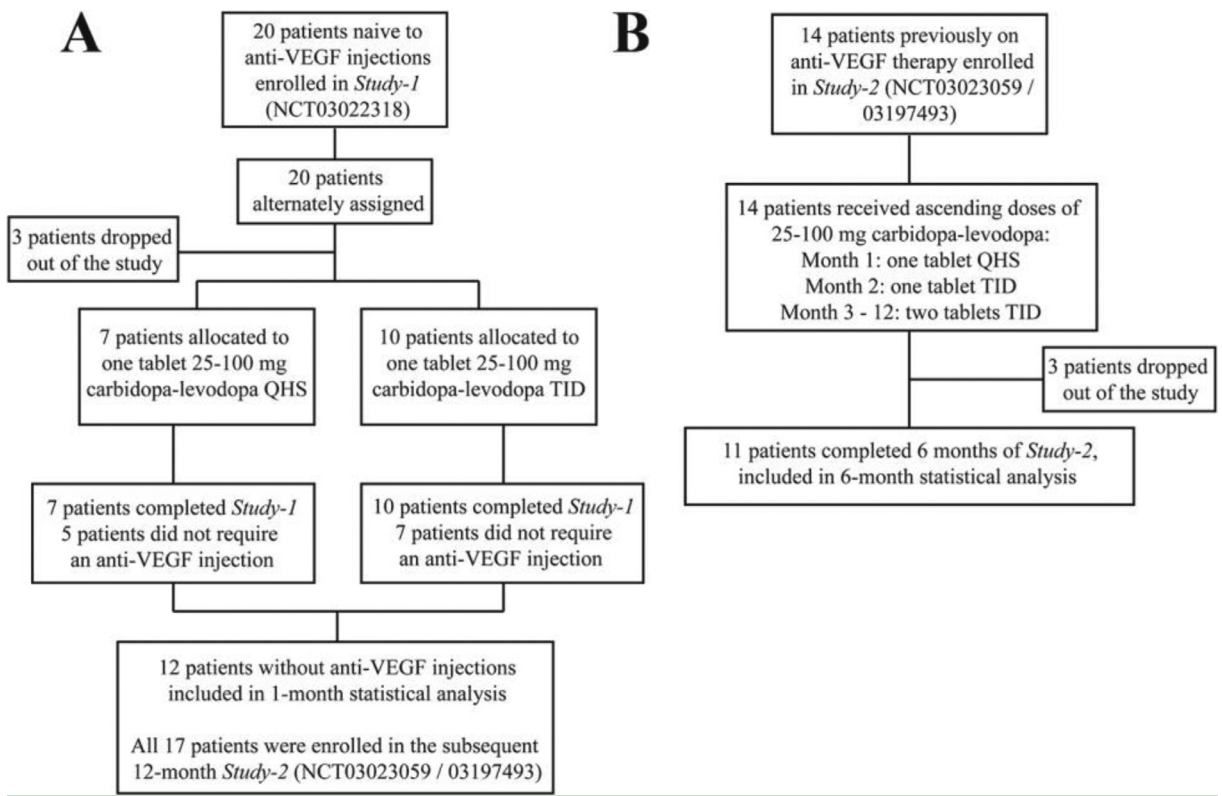 A
20 patients naive to
anti-VEGF injections
enrolled in Study-1
(NCT03022318)
20 patients
alternately assigned
3 patients dropped
out of the study
7 patients allocated to
one tablet 25-100 mg
carbidopa-levodopa QHS
10 patients allocated to
one tablet 25-100 mg
carbidopa-levodopa TID
7 patients completed Study-1
5 patients did not require
an anti-VEGF injection
10 patients completed Study-1
7 patients did not require
an anti-VEGF injection
12 patients without anti-VEGF injections
included in 1-month statistical analysis
All 17 patients were enrolled in the subsequent
12-month Study-2 (NCT03023059 / 03197493)
B
14 patients previously on
anti-VEGF therapy enrolled
in Study-2 (NCT03023059 /
03197493)
14 patients received ascending doses of
25-100 mg carbidopa-levodopa:
Month 1: one tablet QHS
Month 2: one tablet TID
Month 3 - 12: two tablets TID
3 patients dropped
out of the study
11 patients completed 6 months of Study-2,
included in 6-month statistical analysis